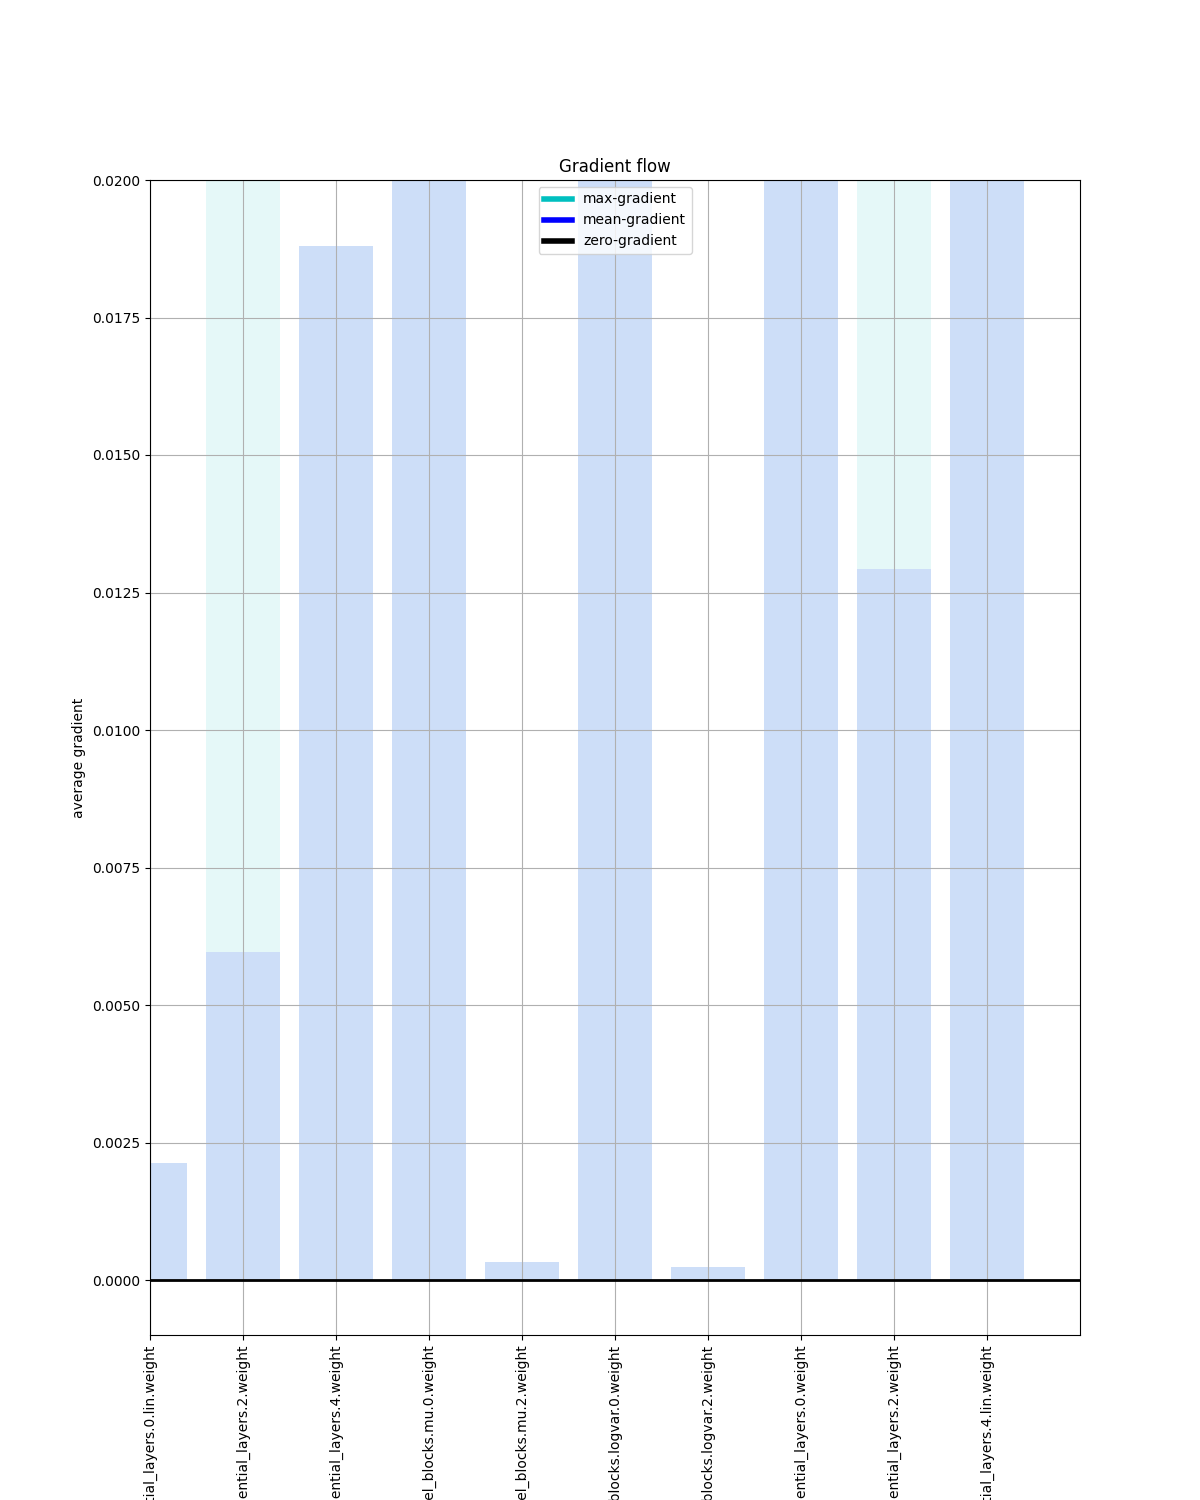 Gradient flow
max-gradient
mean-gradient
zero-gradient
0.0200
0.0175
0.0150
0.0125
0.0100
0.0075
0.0050
0.0025
0.0000
average gradient
tial_layers.0.lin.weight
ential_layers.2.weight
ential_layers.4.weight
el_blocks.mu.0.weight
el_blocks.mu.2.weight
blocks.logvar.0.weight
blocks.logvar.2.weight
ential_layers.0.weight
ential_layers.2.weight
tial_layers.4.lin.weight